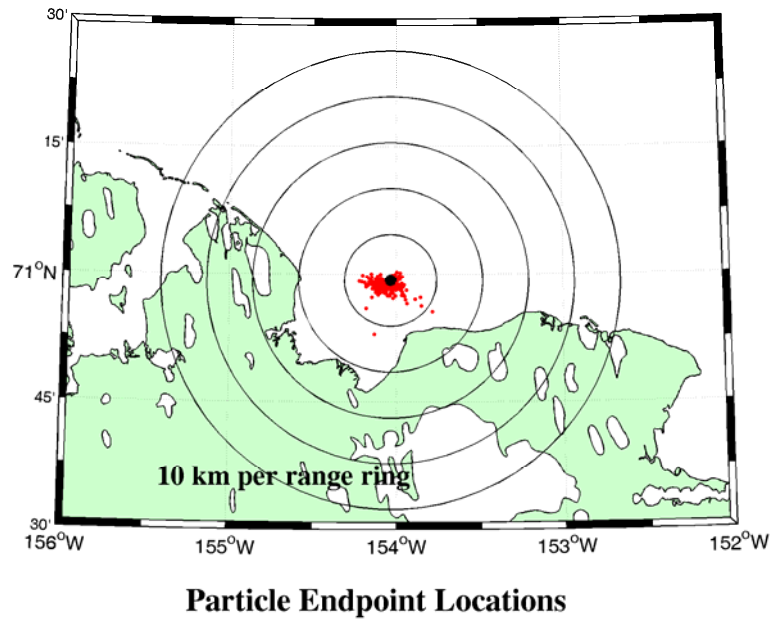 30'
15'
71°N
45'
10 km per range ring
30'
156°W 155°W 154°W 153°W 152°W
Particle Endpoint Locations